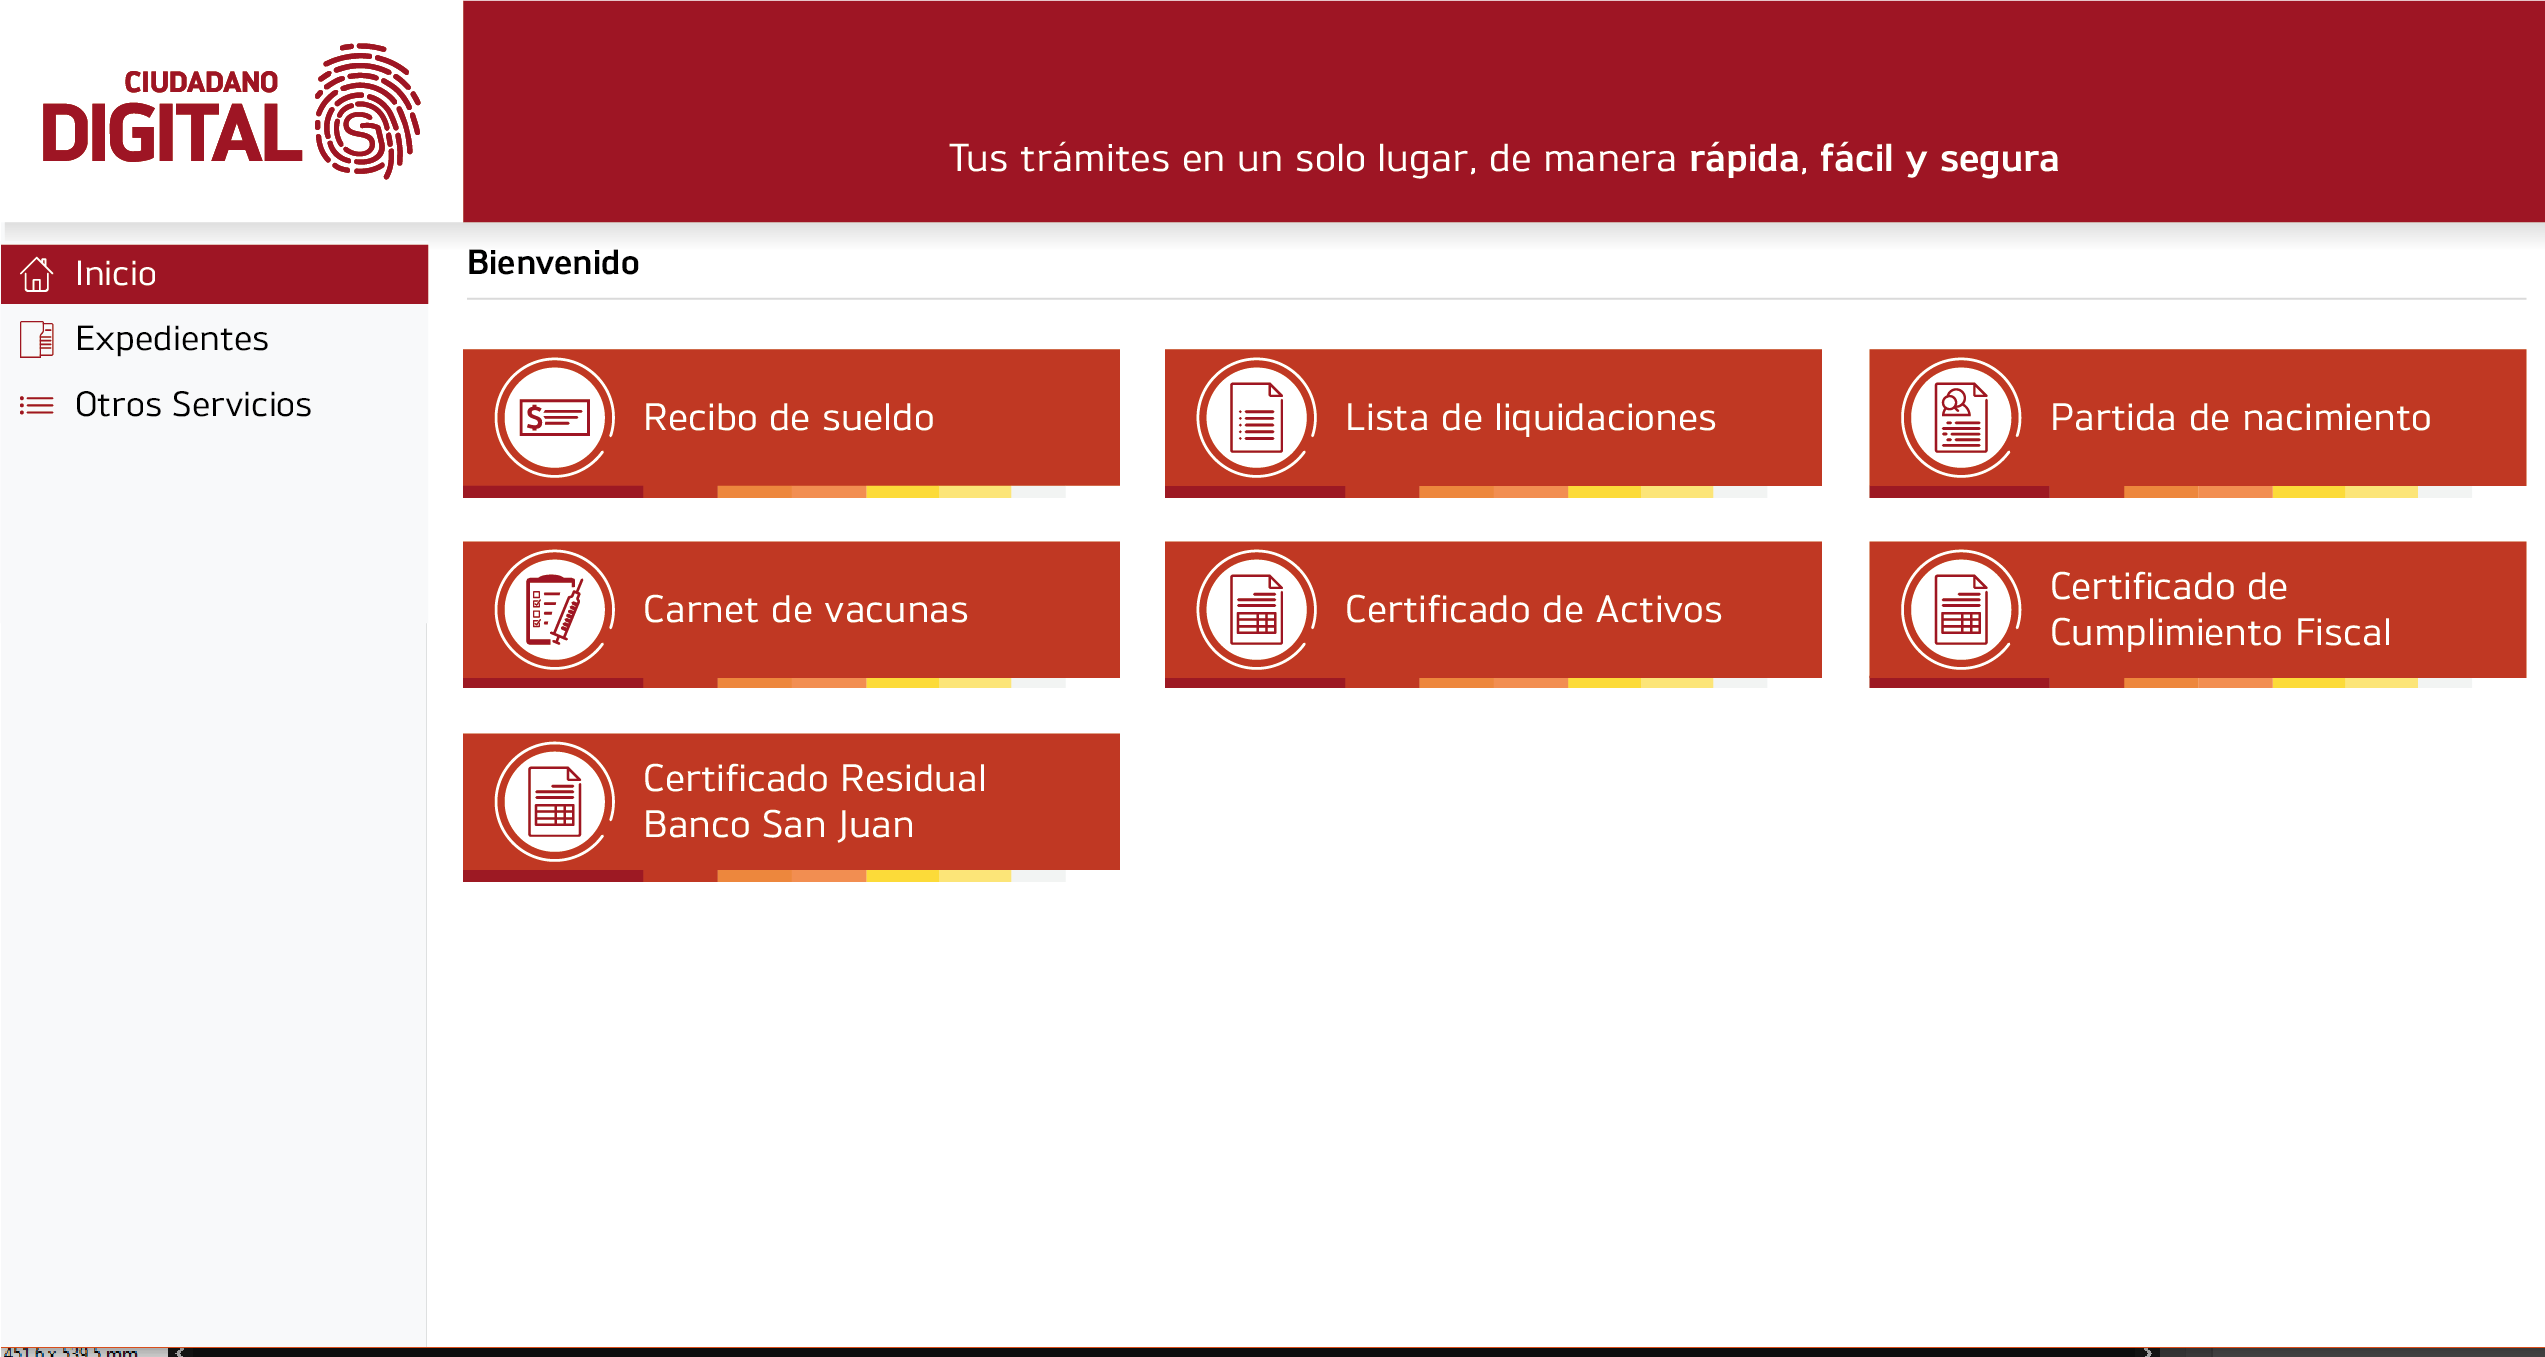 CIUDADANO
DIGITAL
Tus trámites en un solo lugar, de manera rápida, fácil y segura
Inicio
Expedientes
Otros Servicios
Bienvenido
Recibo de sueldo
Lista de liquidaciones
Partida de nacimiento
Carnet de vacunas
Certificado de Activos
Certificado de
Cumplimiento Fiscal
Certificado Residual
Banco San Juan
451,6 x 539,5 mm